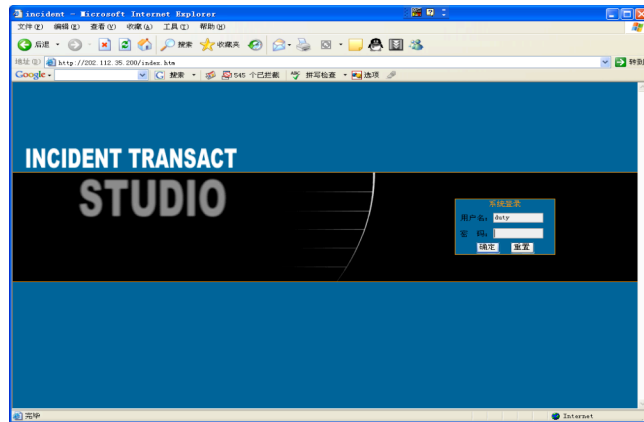 incident - Microsoft Internet Explorer
文件(F) 编辑(E) 查看(V) 收藏(A) 工具(T) 帮助(H)
后退 搜索 收藏夹
地址(D) http://202.112.35.200/index.htm 转到
Google 搜索 545 个已拦截 拼写检查 选项
INCIDENT TRANSACT
STUDIO
系统登录
用户名: duty
密 码:
确定 重置
完毕 Internet